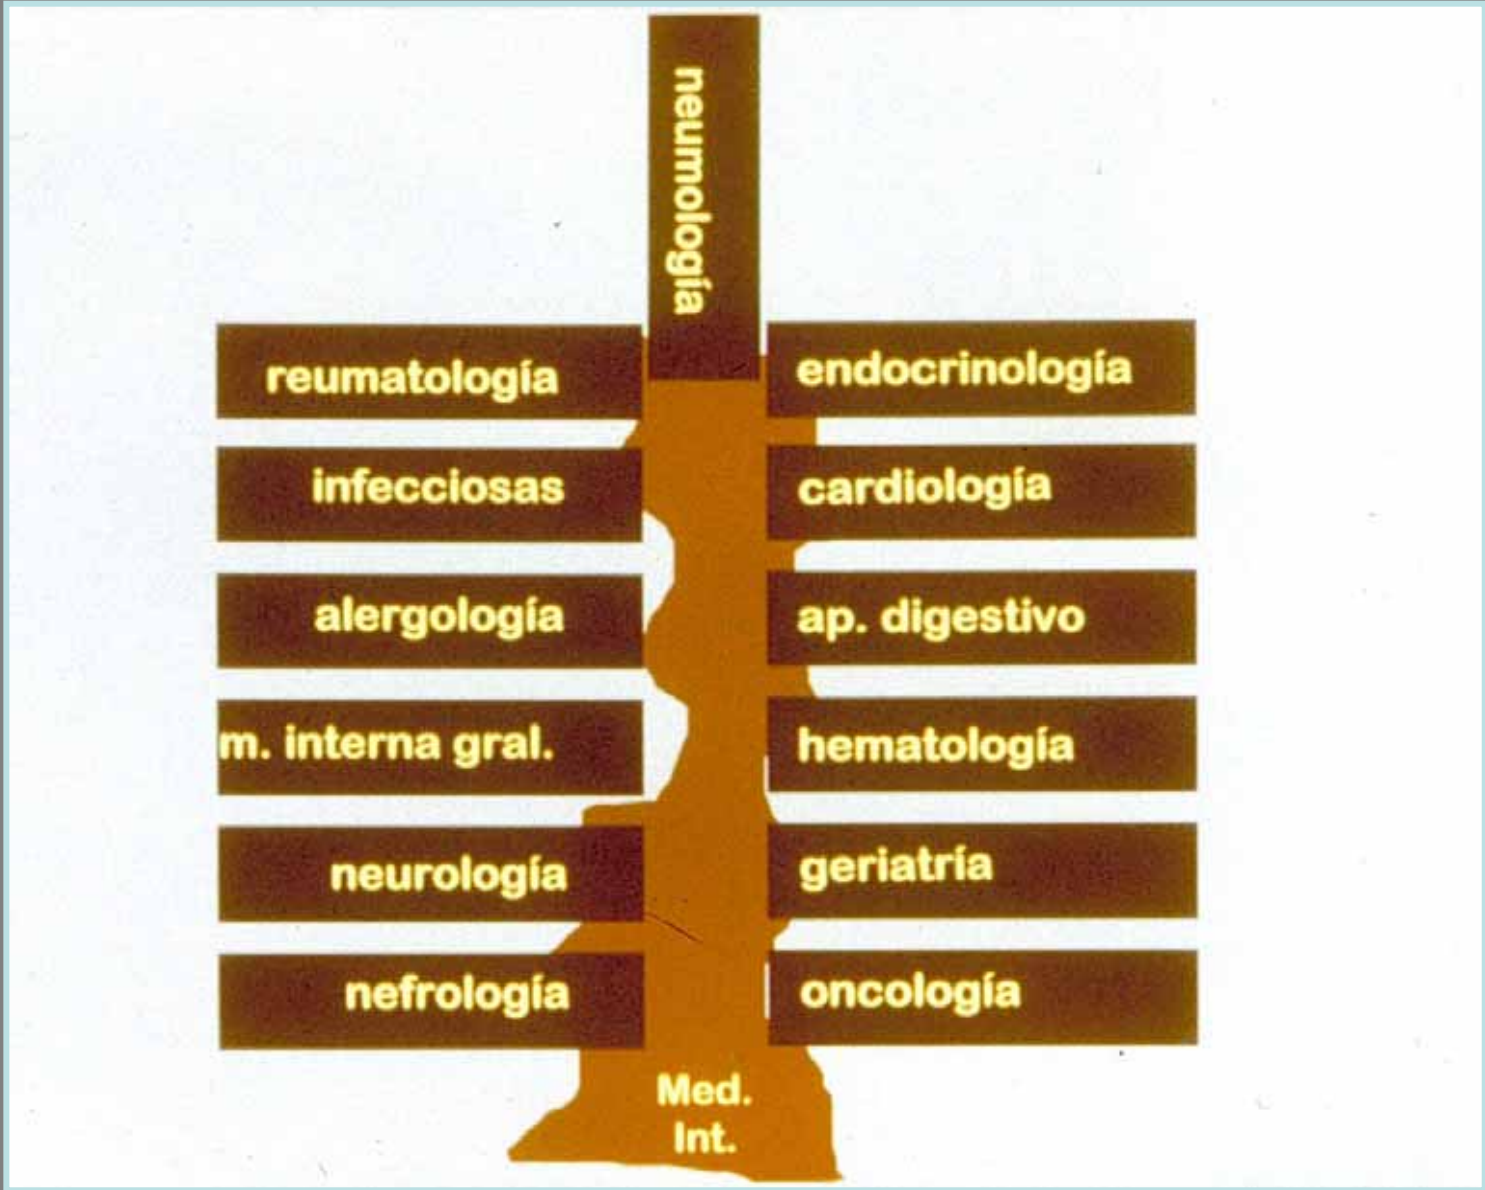 neumología
reumatología
endocrinología
infecciosas
cardiología
alergología
ap. digestivo
m. interna gral.
hematología
neurología
geriatría
nefrología
oncología
Med.
Int.